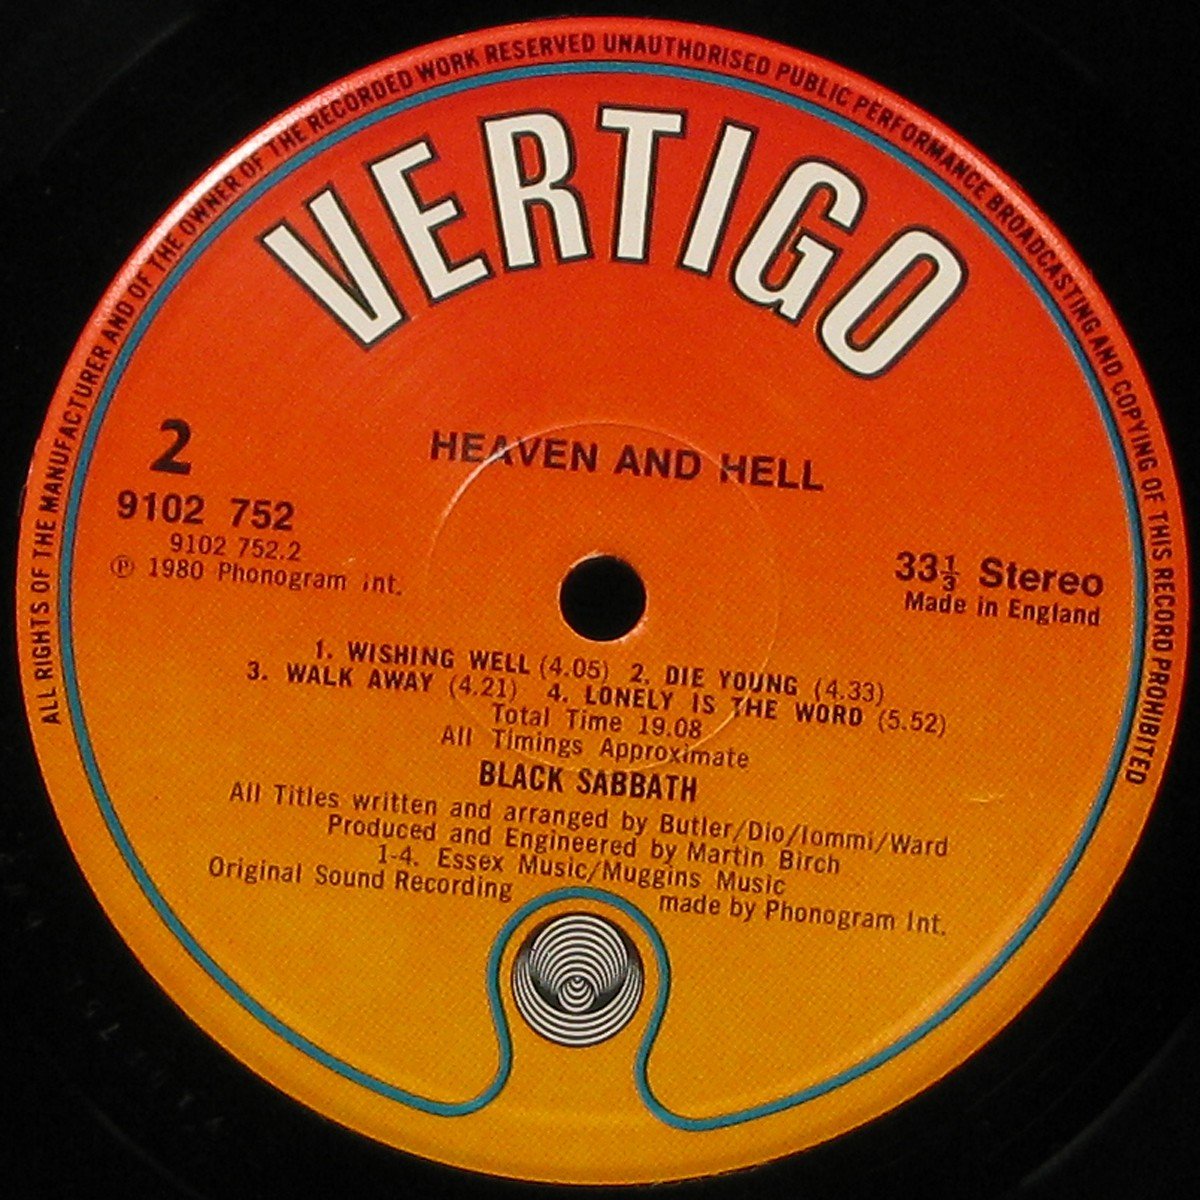 ALL RIGHTS OF THE MANUFACTURER AND OF THE OWNER OF THE RECORDED WORK RESERVED UNAUTHORISED PUBLIC PERFORMANCE BROADCASTING AND COPYING OF THIS RECORD PROHIBITED
VERTIGO
HEAVEN AND HELL
2
9102 752
9102 752.2
℗ 1980 Phonogram Int.
33⅓ Stereo
Made in England
1. WISHING WELL (4.05) 2. DIE YOUNG (4.33)
3. WALK AWAY (4.21) 4. LONELY IS THE WORD (5.52)
Total Time 19.08
All Timings Approximate
BLACK SABBATH
All Titles written and arranged by Butler/Dio/Iommi/Ward
Produced and Engineered by Martin Birch
1-4. Essex Music/Muggins Music
Original Sound Recording made by Phonogram Int.